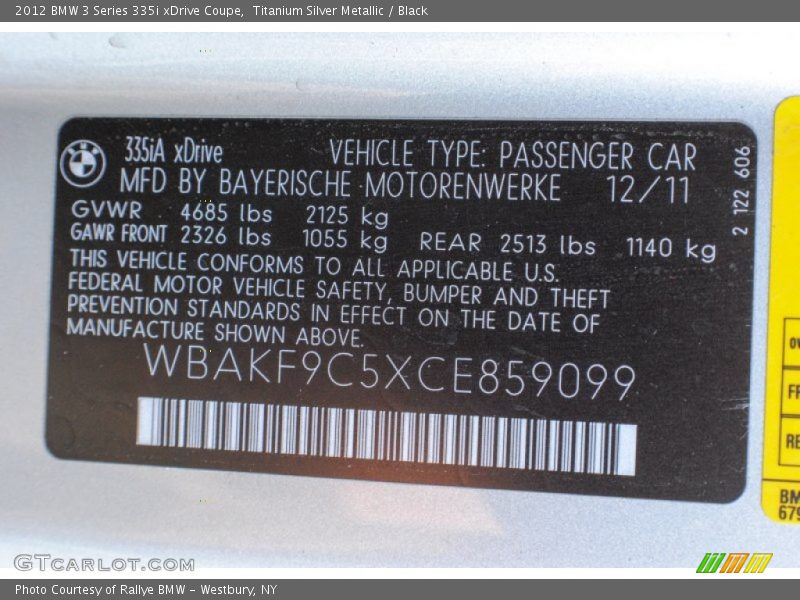 2012 BMW 3 Series 335i xDrive Coupe,  Titanium Silver Metallic / Black
335iA xDrive VEHICLE TYPE: PASSENGER CAR
MFD BY BAYERISCHE MOTORENWERKE 12/11
GVWR 4685 lbs 2125 kg
GAWR FRONT 2326 lbs 1055 kg REAR 2513 lbs 1140 kg
THIS VEHICLE CONFORMS TO ALL APPLICABLE U.S.
FEDERAL MOTOR VEHICLE SAFETY, BUMPER AND THEFT
PREVENTION STANDARDS IN EFFECT ON THE DATE OF
MANUFACTURE SHOWN ABOVE.
WBAKF9C5XCE859099
2 122 606
FR
RE
BM
679
GTCARLOT.COM
Photo Courtesy of Rallye BMW - Westbury, NY